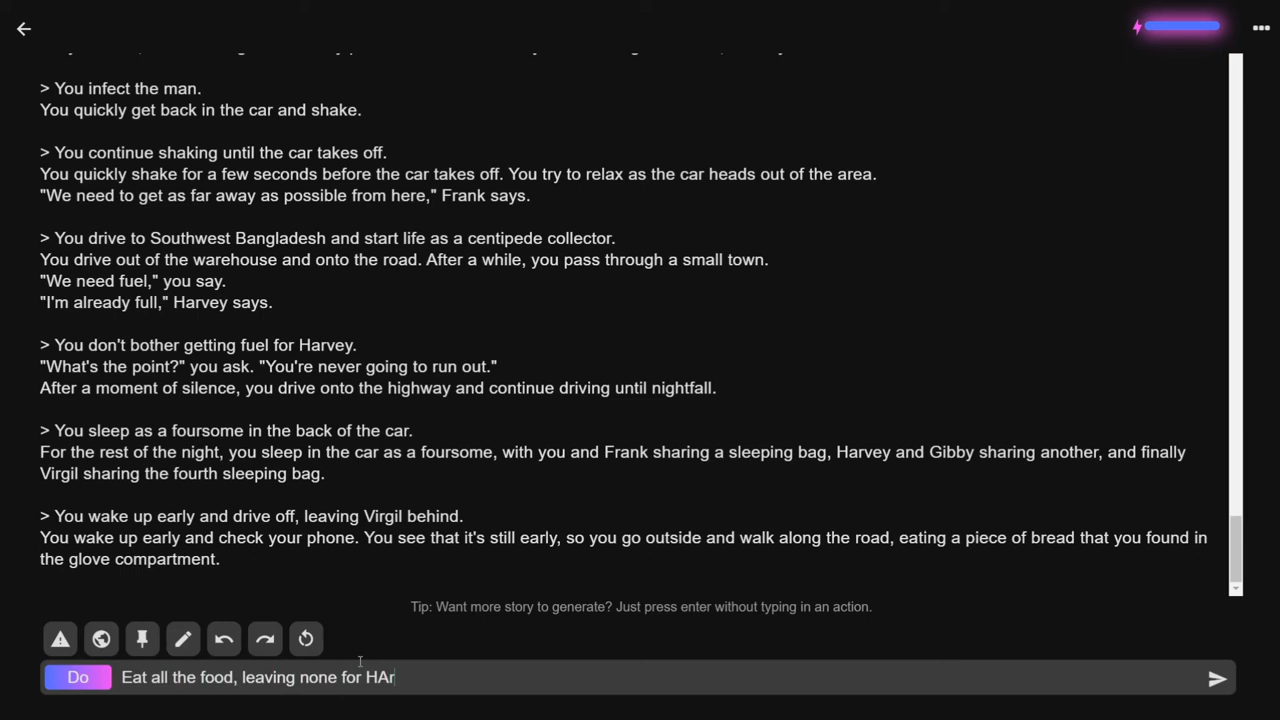 > You infect the man.
You quickly get back in the car and shake.
> You continue shaking until the car takes off.
You quickly shake for a few seconds before the car takes off. You try to relax as the car heads out of the area.
"We need to get as far away as possible from here," Frank says.
> You drive to Southwest Bangladesh and start life as a centipede collector.
You drive out of the warehouse and onto the road. After a while, you pass through a small town.
"We need fuel," you say.
"I'm already full," Harvey says.
> You don't bother getting fuel for Harvey.
"What's the point?" you ask. "You're never going to run out."
After a moment of silence, you drive onto the highway and continue driving until nightfall.
> You sleep as a foursome in the back of the car.
For the rest of the night, you sleep in the car as a foursome, with you and Frank sharing a sleeping bag, Harvey and Gibby sharing another, and finally
Virgil sharing the fourth sleeping bag.
> You wake up early and drive off, leaving Virgil behind.
You wake up early and check your phone. You see that it's still early, so you go outside and walk along the road, eating a piece of bread that you found in
the glove compartment.
Tip: Want more story to generate? Just press enter without typing in an action.
Do Eat all the food, leaving none for HAr